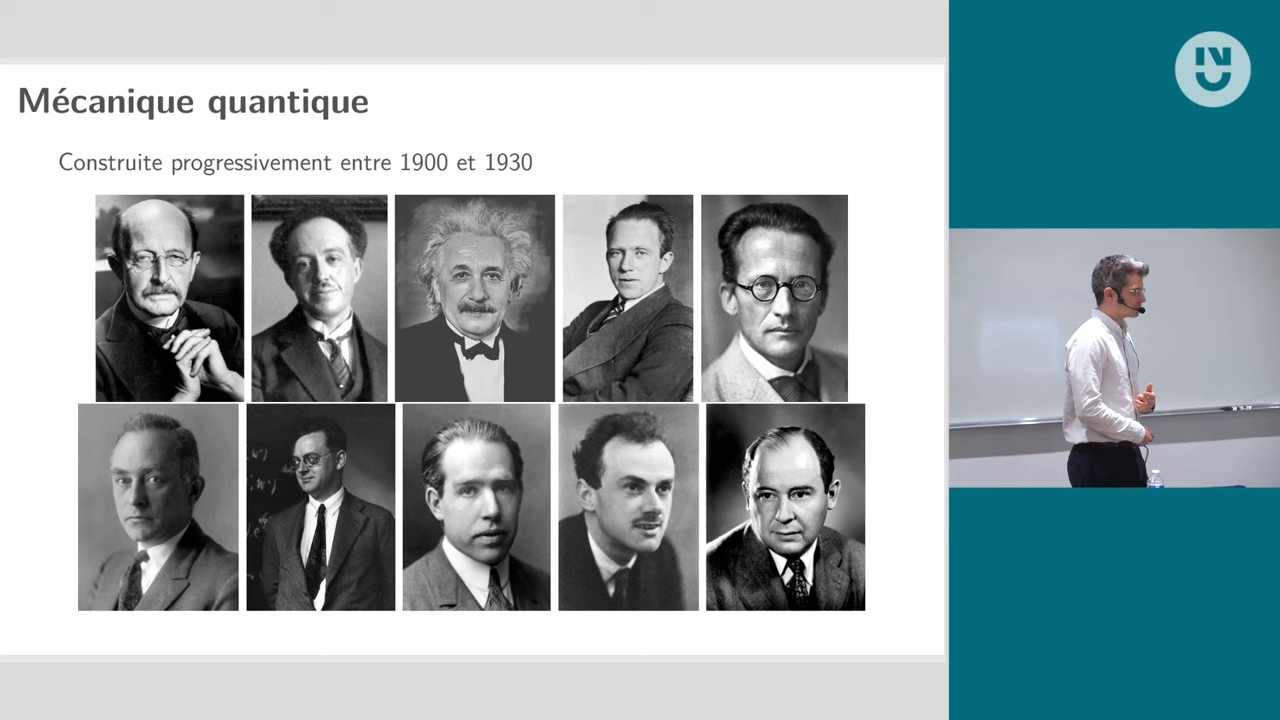 Mécanique quantique
Construite progressivement entre 1900 et 1930